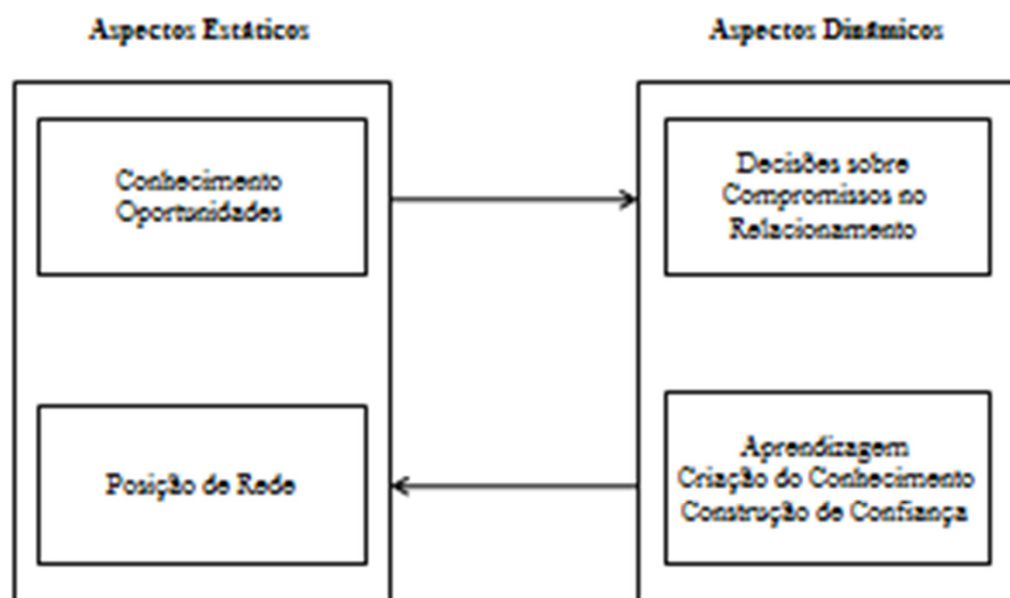 Aspectos Estáticos
Aspectos Dinâmicos
Conhecimento
Oportunidades
Decisões sobre
Compromissos no
Relacionamento
Posição de Rede
Aprendizagem
Criação do Conhecimento
Construção de Confiança